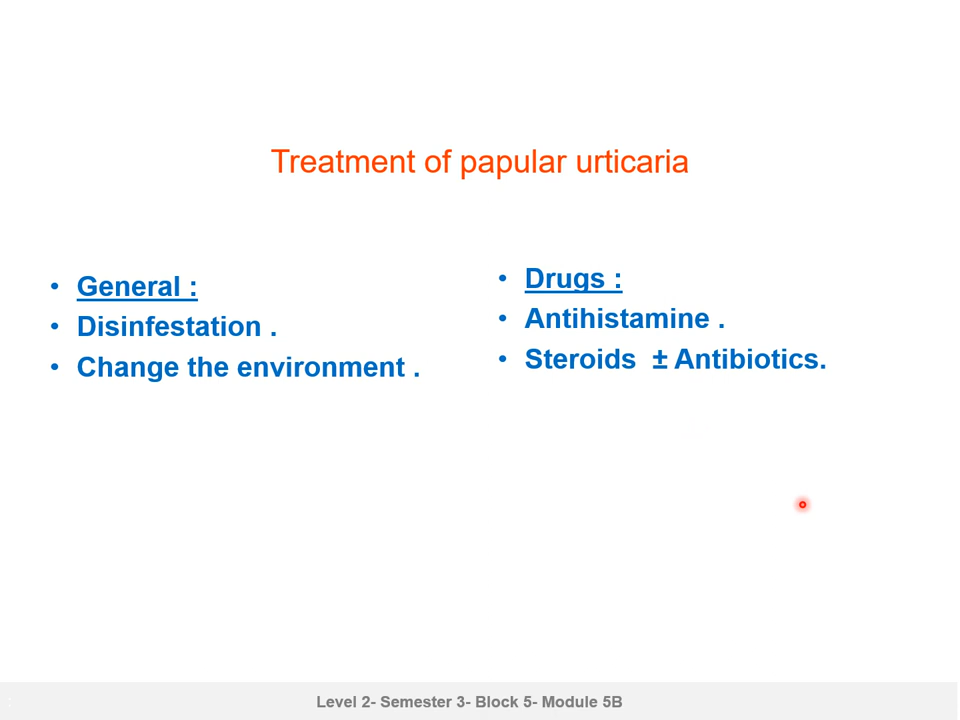 Treatment of papular urticaria
• General :
• Disinfestation .
• Change the environment .
• Drugs :
• Antihistamine .
• Steroids ± Antibiotics.
Level 2- Semester 3- Block 5- Module 5B